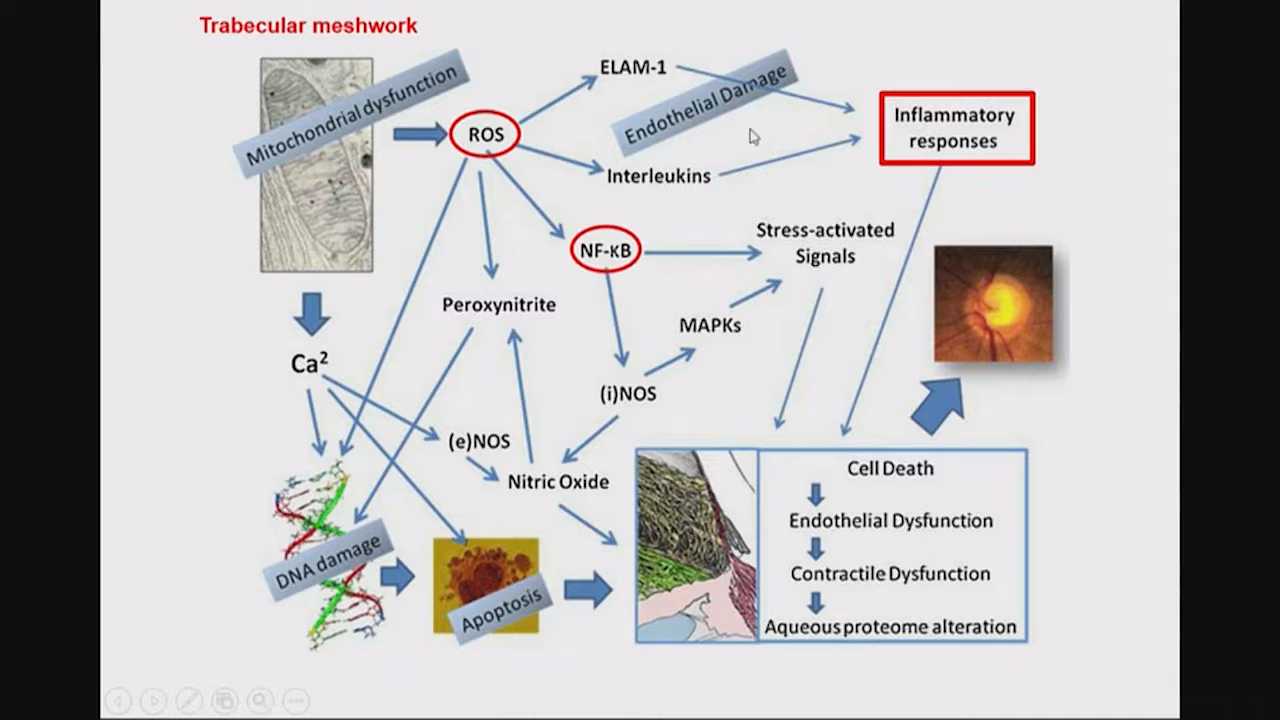 Trabecular meshwork
Mitochondrial dysfunction
ROS
ELAM-1
Endothelial Damage
Interleukins
Inflammatory
responses
NF-κB
Stress-activated
Signals
Peroxynitrite
MAPKs
Ca²
(i)NOS
(e)NOS
Nitric Oxide
DNA damage
Apoptosis
Cell Death
Endothelial Dysfunction
Contractile Dysfunction
Aqueous proteome alteration